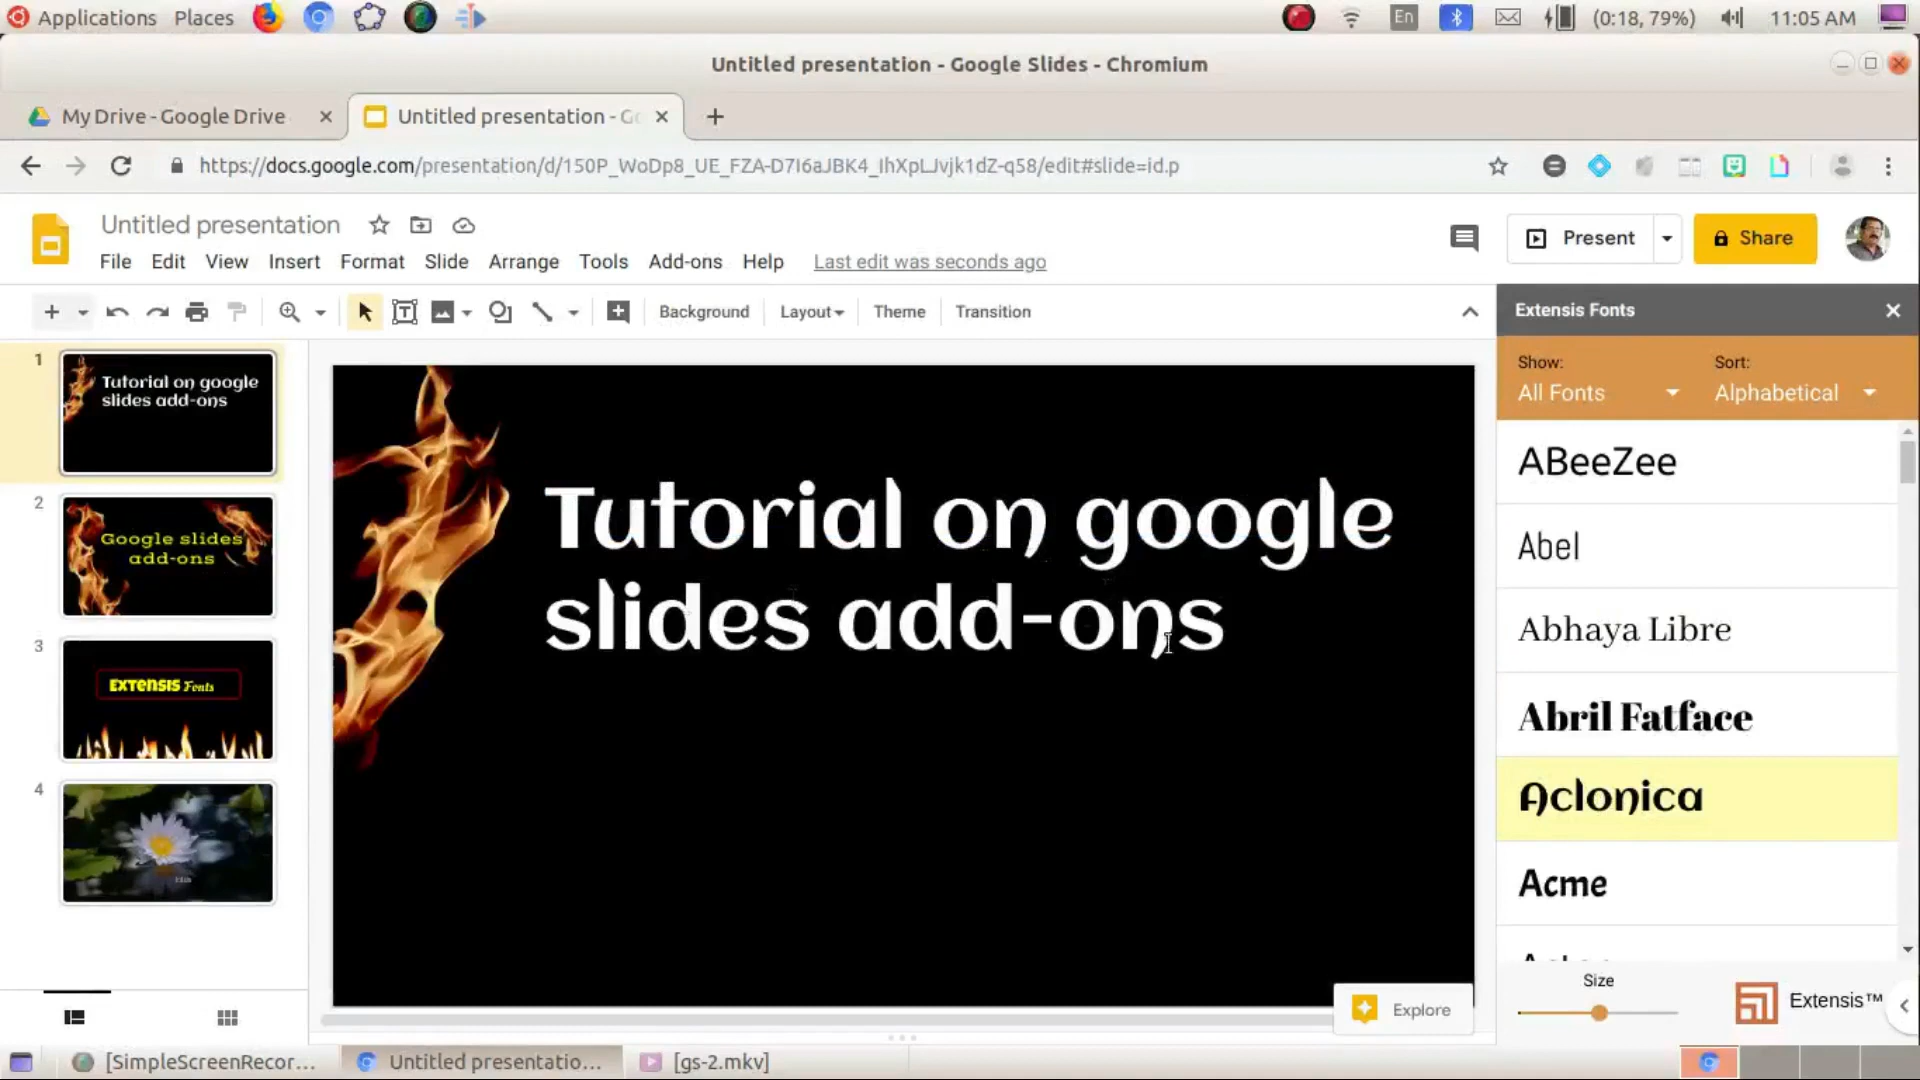 Applications Places En (0:18, 79%) 11:05 AM
Untitled presentation - Google Slides - Chromium
My Drive - Google Drive Untitled presentation - Go
https://docs.google.com/presentation/d/150P_WoDp8_UE_FZA-D7I6aJBK4_IhXpLJvjk1dZ-q58/edit#slide=id.p
Untitled presentation
Present Share
File Edit View Insert Format Slide Arrange Tools Add-ons Help Last edit was seconds ago
Background Layout Theme Transition
1
Tutorial on google
slides add-ons
2
Google slides
add-ons
3
Extensis Fonts
4
Tutorial on google
slides add-ons
Explore
Extensis Fonts
Show: Sort:
All Fonts Alphabetical
ABeeZee
Abel
Abhaya Libre
Abril Fatface
Aclonica
Acme
Size
Extensis™
[SimpleScreenRecor... Untitled presentatio... [gs-2.mkv]